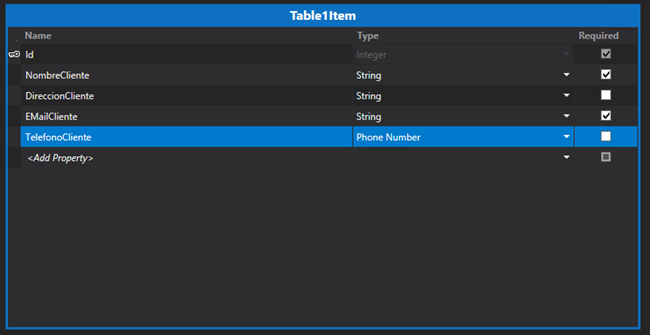 Table1Item
Name Type Required
Id Integer
NombreCliente String
DireccionCliente String
EMailCliente String
TelefonoCliente Phone Number
<Add Property>